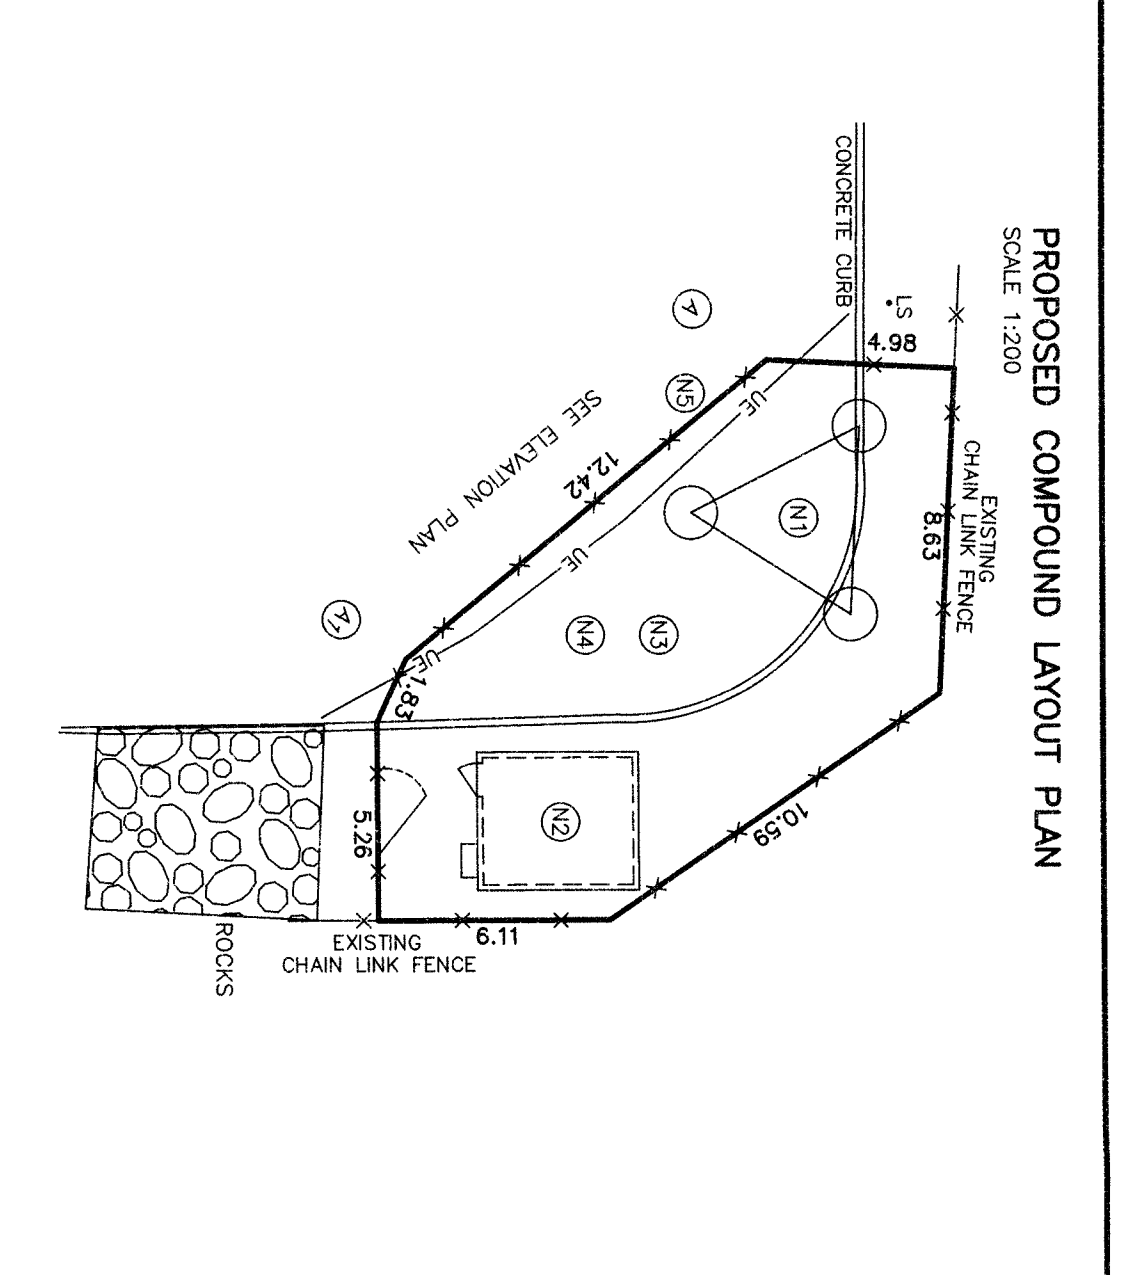 PROPOSED COMPOUND LAYOUT PLAN
SCALE 1:200
LS
CONCRETE CURB
4.98
EXISTING
CHAIN LINK FENCE
8.63
A
N5
UE
N1
12.42
SEE ELEVATION PLAN
UE
N4
N3
A1
UE
1.83
10.59
N2
5.26
6.11
EXISTING
CHAIN LINK FENCE
ROCKS